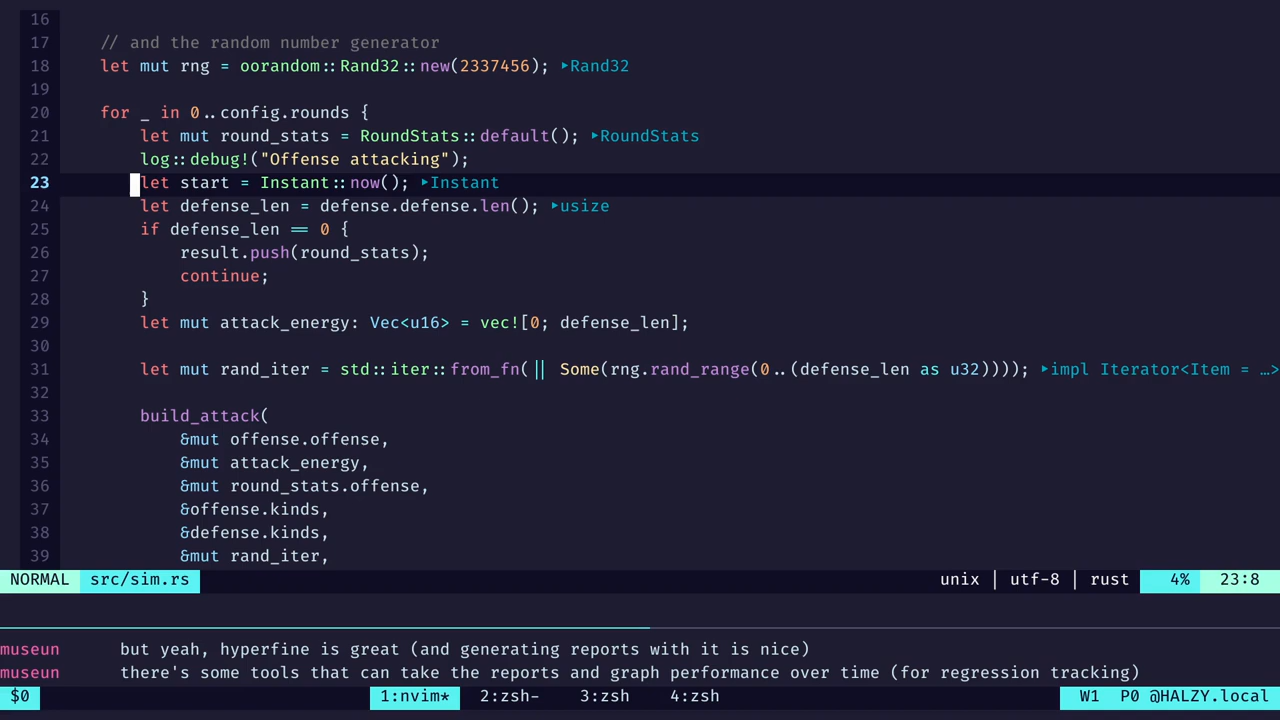 16
17 // and the random number generator
18 let mut rng = oorandom::Rand32::new(2337456); ▸Rand32
19
20 for _ in 0..config.rounds {
21 let mut round_stats = RoundStats::default(); ▸RoundStats
22 log::debug!("Offense attacking");
23 let start = Instant::now(); ▸Instant
24 let defense_len = defense.defense.len(); ▸usize
25 if defense_len == 0 {
26 result.push(round_stats);
27 continue;
28 }
29 let mut attack_energy: Vec<u16> = vec![0; defense_len];
30
31 let mut rand_iter = std::iter::from_fn(|| Some(rng.rand_range(0..(defense_len as u32)))); ▸impl Iterator<Item = …>
32
33 build_attack(
34 &mut offense.offense,
35 &mut attack_energy,
36 &mut round_stats.offense,
37 &offense.kinds,
38 &defense.kinds,
39 &mut rand_iter,
NORMAL src/sim.rs unix | utf-8 | rust 4% 23:8
museun but yeah, hyperfine is great (and generating reports with it is nice)
museun there's some tools that can take the reports and graph performance over time (for regression tracking)
$0 1:nvim* 2:zsh- 3:zsh 4:zsh W1 P0 @HALZY.local